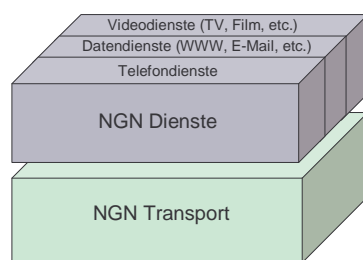 Videodienste (TV, Film, etc.)
Datendienste (WWW, E-Mail, etc.)
Telefondienste
NGN Dienste
NGN Transport